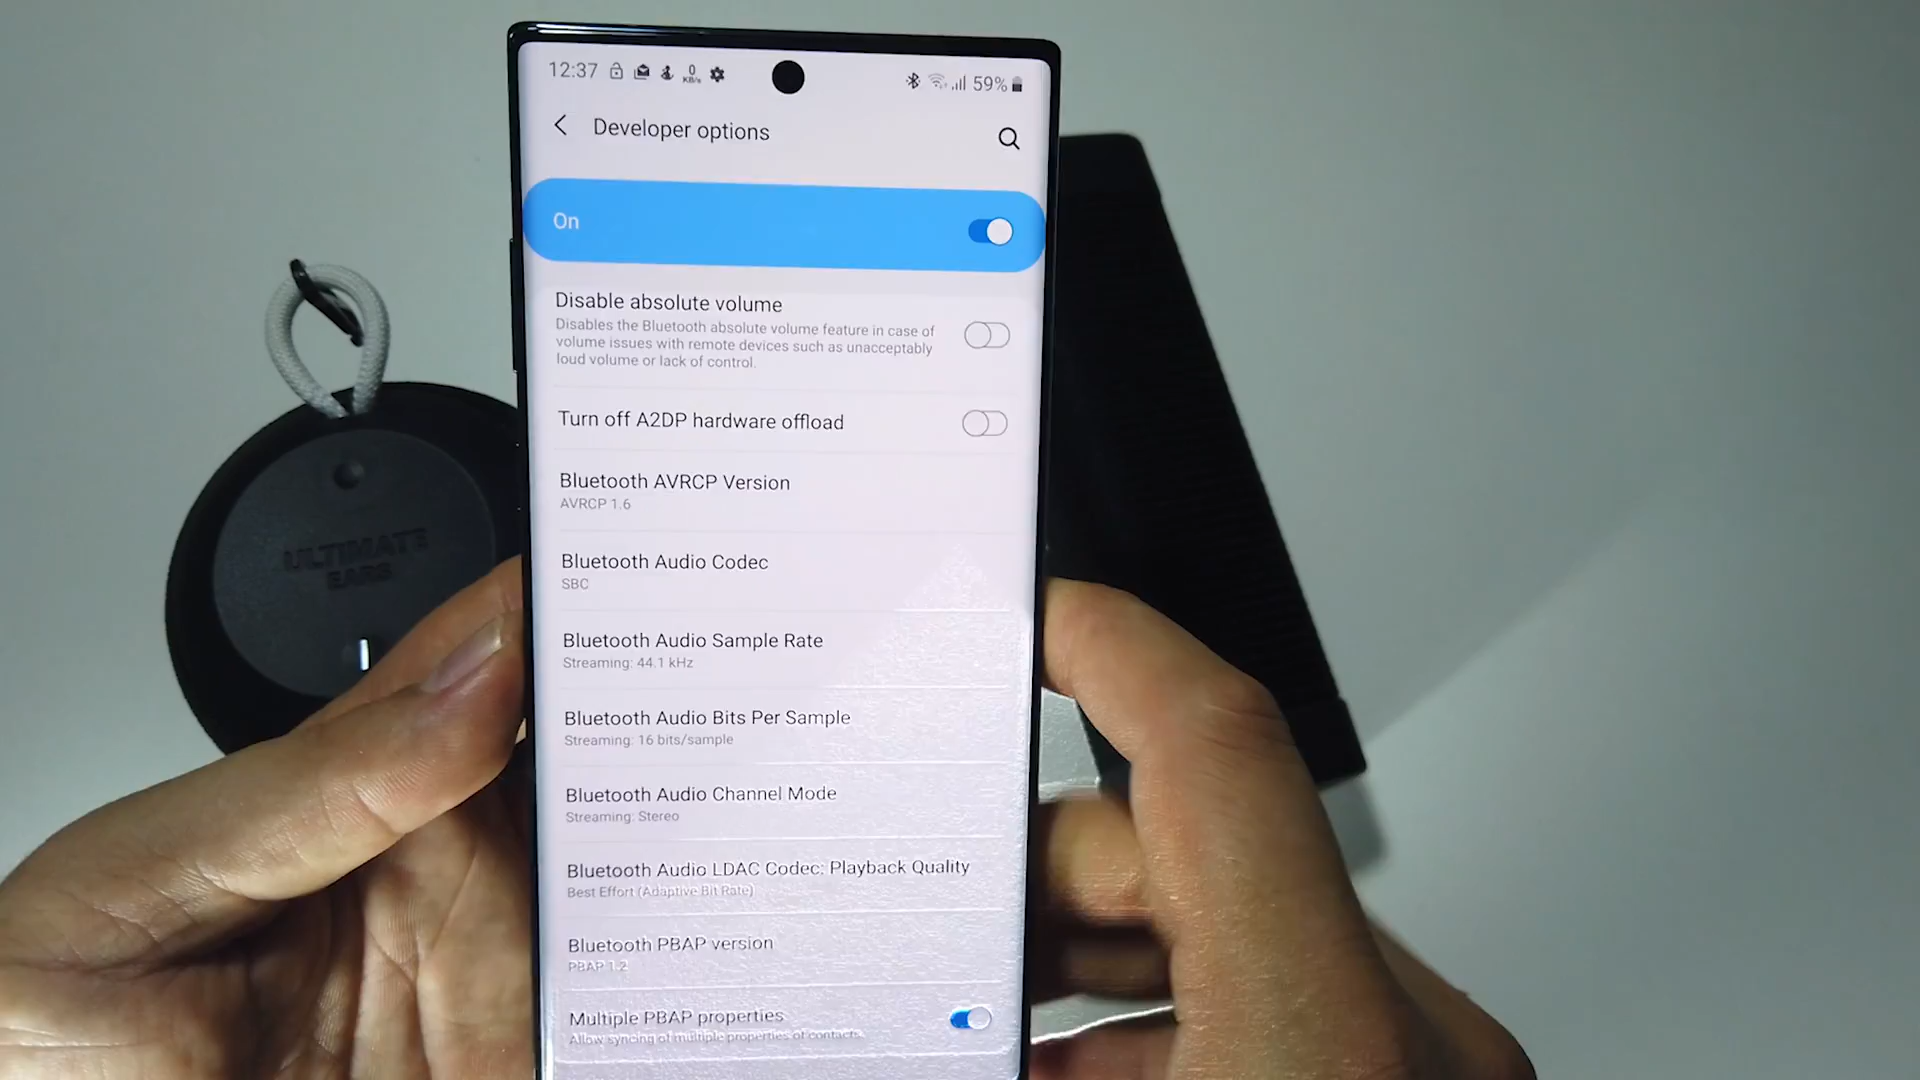 12:37 0 KB/s 59%
Developer options
On
Disable absolute volume
Disables the Bluetooth absolute volume feature in case of
volume issues with remote devices such as unacceptably
loud volume or lack of control.
Turn off A2DP hardware offload
Bluetooth AVRCP Version
AVRCP 1.6
Bluetooth Audio Codec
SBC
Bluetooth Audio Sample Rate
Streaming: 44.1 kHz
Bluetooth Audio Bits Per Sample
Streaming: 16 bits/sample
Bluetooth Audio Channel Mode
Streaming: Stereo
Bluetooth Audio LDAC Codec: Playback Quality
Best Effort (Adaptive Bit Rate)
Bluetooth PBAP version
PBAP 1.2
Multiple PBAP properties
Allow syncing of multiple properties of contacts.
ULTIMATE
EARS